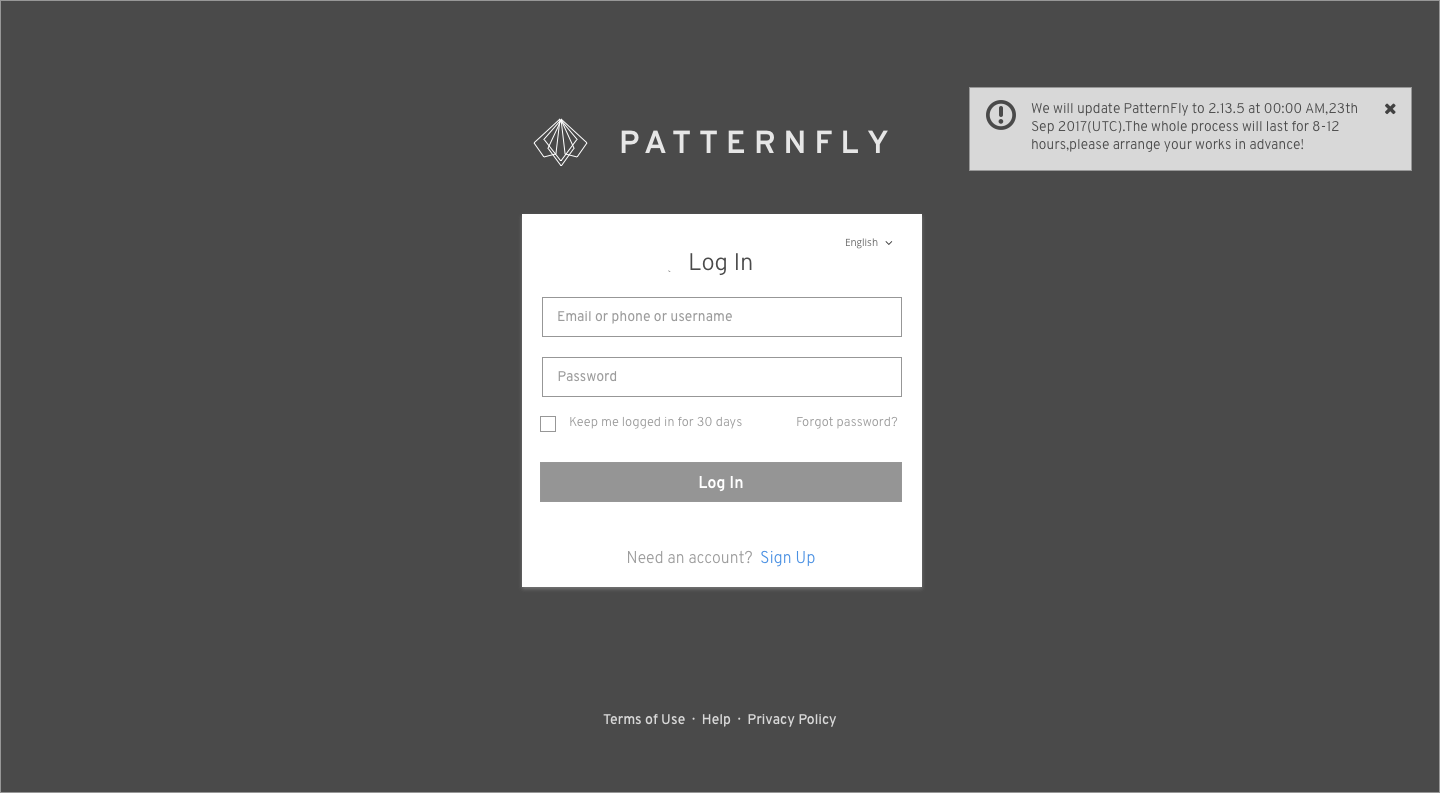 PATTERNFLY
We will update PatternFly to 2.13.5 at 00:00 AM,23th
Sep 2017(UTC).The whole process will last for 8-12
hours,please arrange your works in advance!
English
Log In
Email or phone or username
Password
Keep me logged in for 30 days
Forgot password?
Log In
Need an account? Sign Up
Terms of Use · Help · Privacy Policy